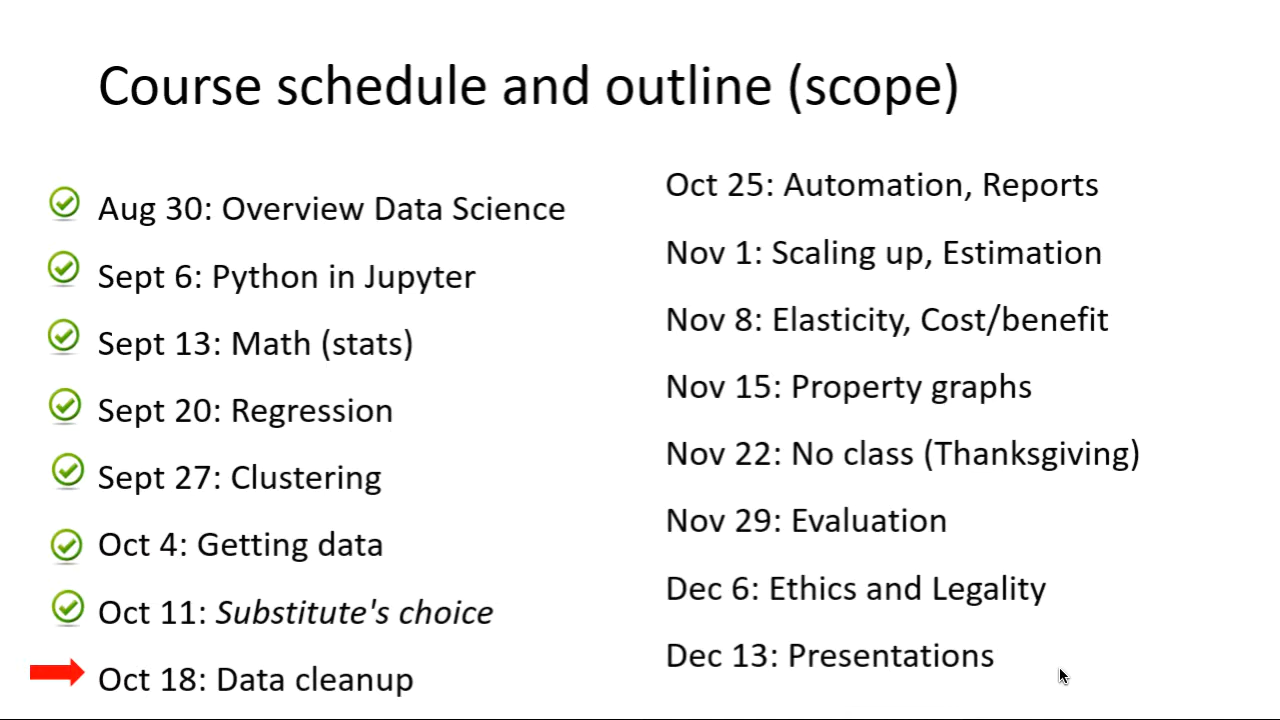 Course schedule and outline (scope)
Aug 30: Overview Data Science
Sept 6: Python in Jupyter
Sept 13: Math (stats)
Sept 20: Regression
Sept 27: Clustering
Oct 4: Getting data
Oct 11: Substitute's choice
Oct 18: Data cleanup
Oct 25: Automation, Reports
Nov 1: Scaling up, Estimation
Nov 8: Elasticity, Cost/benefit
Nov 15: Property graphs
Nov 22: No class (Thanksgiving)
Nov 29: Evaluation
Dec 6: Ethics and Legality
Dec 13: Presentations